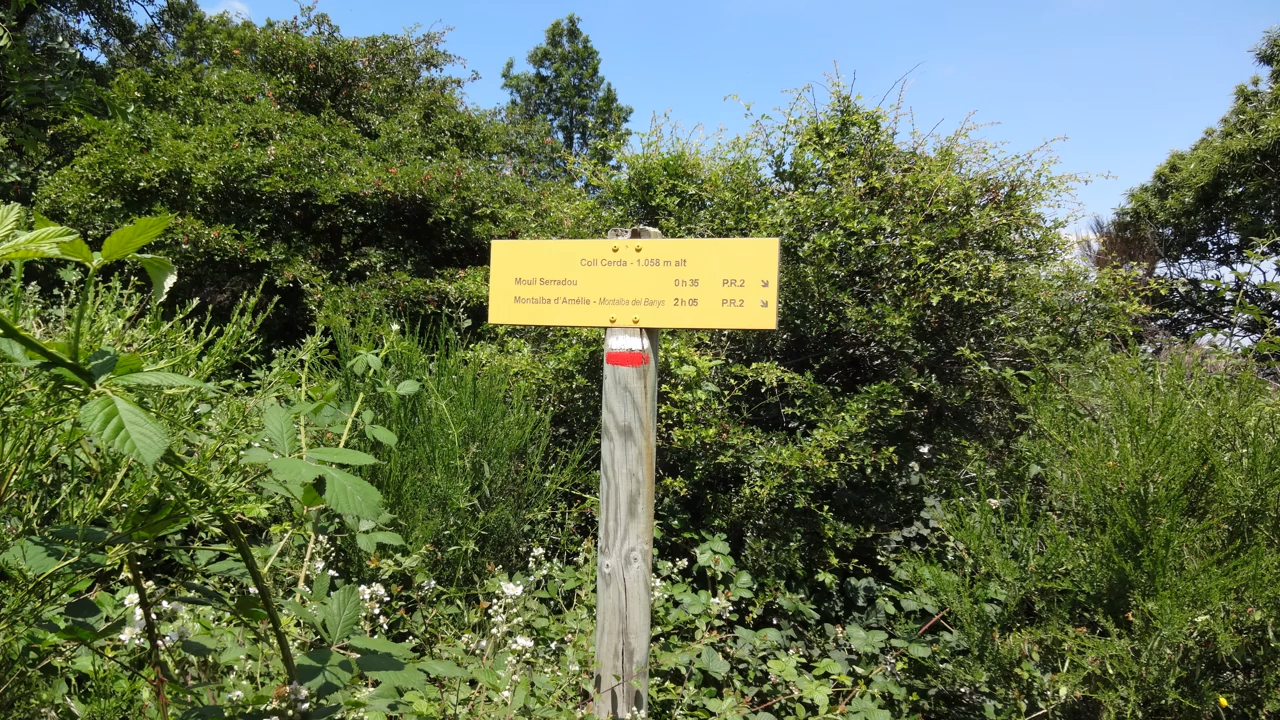 Coll Cerda - 1.058 m alt
Mouli Serradou 0 h 35 P.R.2 ↘
Montalba d'Amélie - Montalba del Banys 2 h 05 P.R.2 ↘